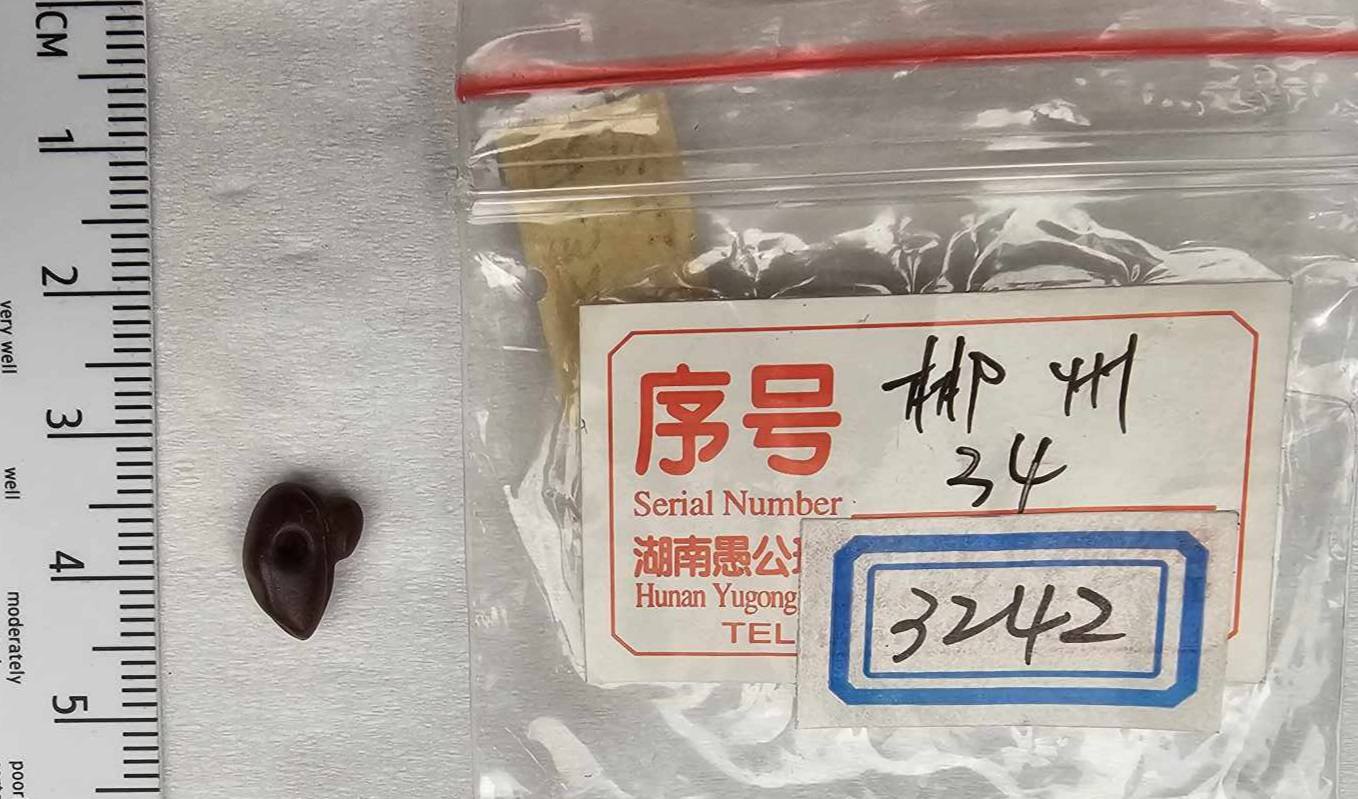 CM
1
2
3
4
5
very well
well
moderately
poor
序号
郴州
34
Serial Number
湖南愚公
Hunan Yugong
TEL
3242